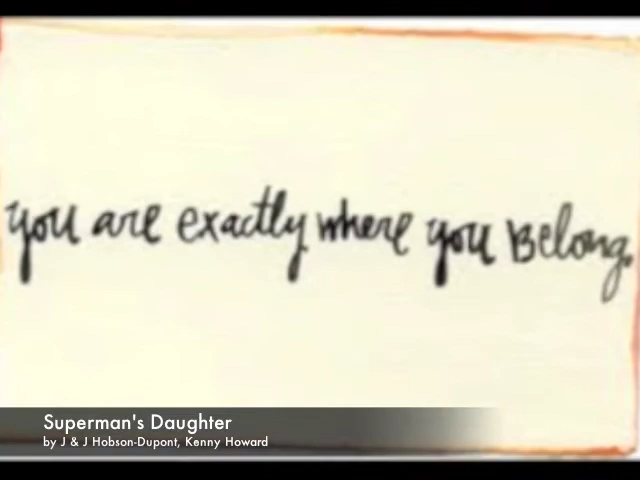 you are exactly where you Belong.
Superman's Daughter
by J & J Hobson-Dupont, Kenny Howard